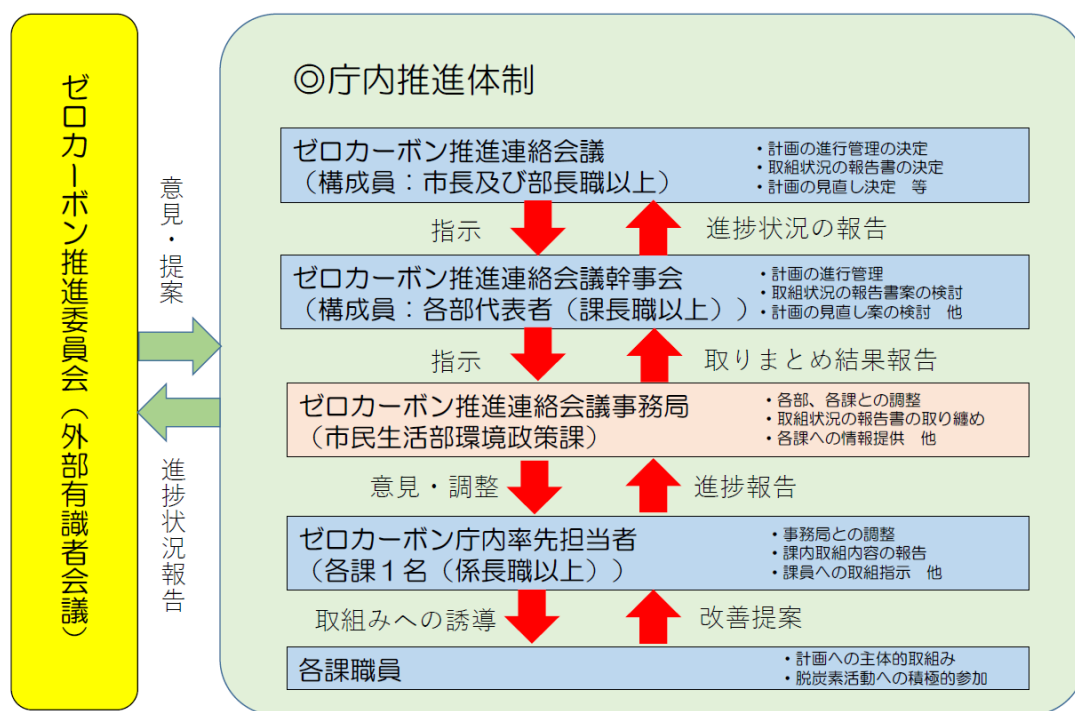 ゼロカーボン推進委員会（外部有識者会議）
意見・提案
進捗状況報告
◎庁内推進体制
ゼロカーボン推進連絡会議
（構成員：市長及び部長職以上）
・計画の進行管理の決定
・取組状況の報告書の決定
・計画の見直し決定　等
指示
進捗状況の報告
ゼロカーボン推進連絡会議幹事会
（構成員：各部代表者（課長職以上））
・計画の進行管理
・取組状況の報告書案の検討
・計画の見直し案の検討　他
指示
取りまとめ結果報告
ゼロカーボン推進連絡会議事務局
（市民生活部環境政策課）
・各部、各課との調整
・取組状況の報告書の取り纏め
・各課への情報提供　他
意見・調整
進捗報告
ゼロカーボン庁内率先担当者
（各課１名（係長職以上））
・事務局との調整
・課内取組内容の報告
・課員への取組指示　他
取組みへの誘導
改善提案
各課職員
・計画への主体的取組み
・脱炭素活動への積極的参加